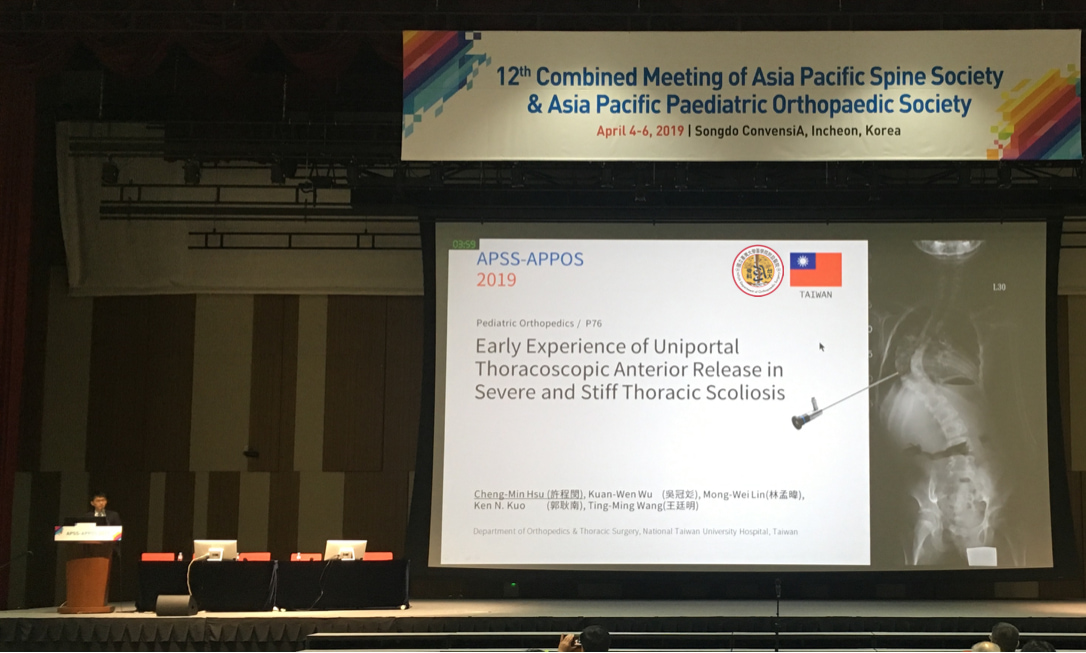 12th Combined Meeting of Asia Pacific Spine Society
& Asia Pacific Paediatric Orthopaedic Society
April 4-6, 2019 | Songdo ConvensiA, Incheon, Korea
03:59
APSS-APPOS
2019
TAIWAN
L30
Pediatric Orthopedics / P76
Early Experience of Uniportal
Thoracoscopic Anterior Release in
Severe and Stiff Thoracic Scoliosis
Cheng-Min Hsu (許程閔), Kuan-Wen Wu (吳冠彣), Mong-Wei Lin(林孟暐),
Ken N. Kuo (郭耿南), Ting-Ming Wang(王廷明)
Department of Orthopedics & Thoracic Surgery, National Taiwan University Hospital, Taiwan